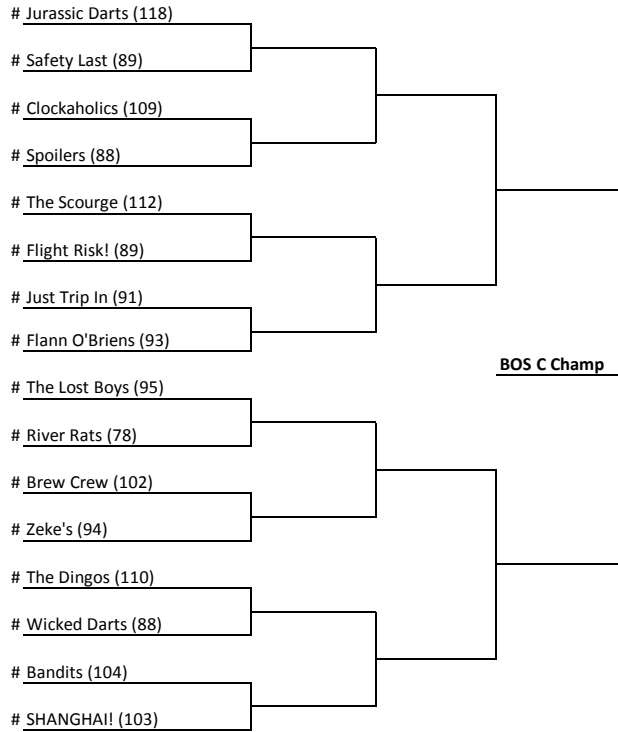 # Jurassic Darts (118)
# Safety Last (89)
# Clockaholics (109)
# Spoilers (88)
# The Scourge (112)
# Flight Risk! (89)
# Just Trip In (91)
# Flann O'Briens (93)
BOS C Champ
# The Lost Boys (95)
# River Rats (78)
# Brew Crew (102)
# Zeke's (94)
# The Dingos (110)
# Wicked Darts (88)
# Bandits (104)
# SHANGHAI! (103)